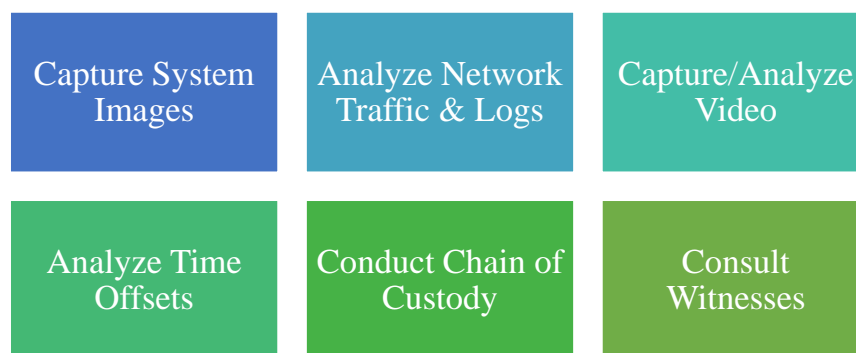 Capture System
Images
Analyze Network
Traffic & Logs
Capture/Analyze
Video
Analyze Time
Offsets
Conduct Chain of
Custody
Consult
Witnesses